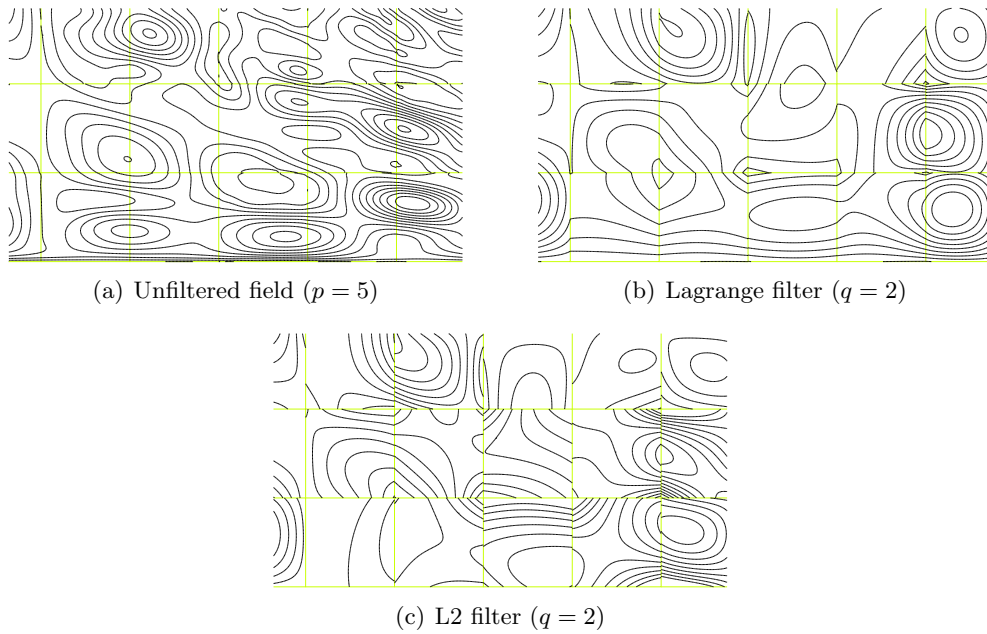 (a) Unfiltered field (p = 5)
(b) Lagrange filter (q = 2)
(c) L2 filter (q = 2)